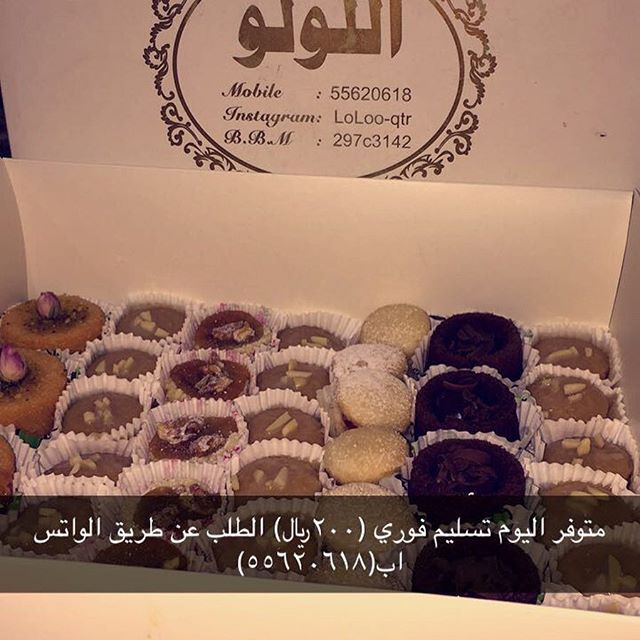 اللولو
Mobile : 55620618
Instagram: LoLoo-qtr
B.B.M : 297c3142
متوفر اليوم تسليم فوري (٢٠٠ريال) الطلب عن طريق الواتس
اب(٥٥٦٢٠٦١٨)